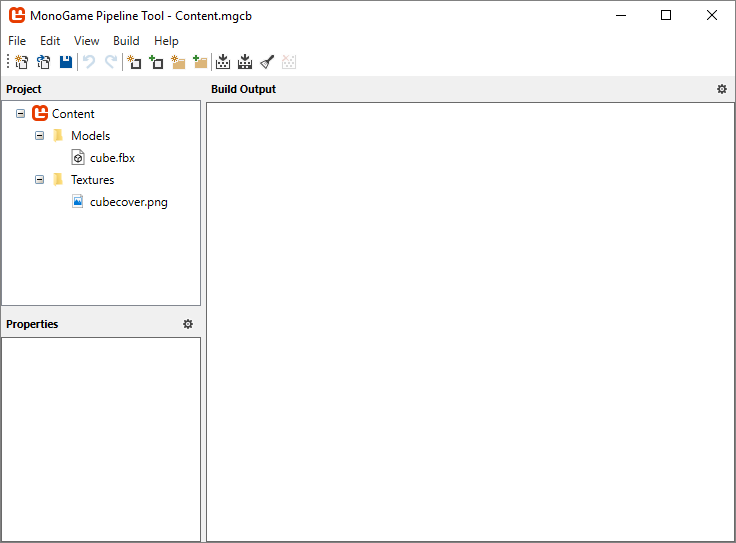 MonoGame Pipeline Tool - Content.mgcb
File Edit View Build Help
Project
Content
Models
cube.fbx
Textures
cubecover.png
Properties
Build Output